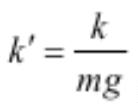 k′ = k/mg